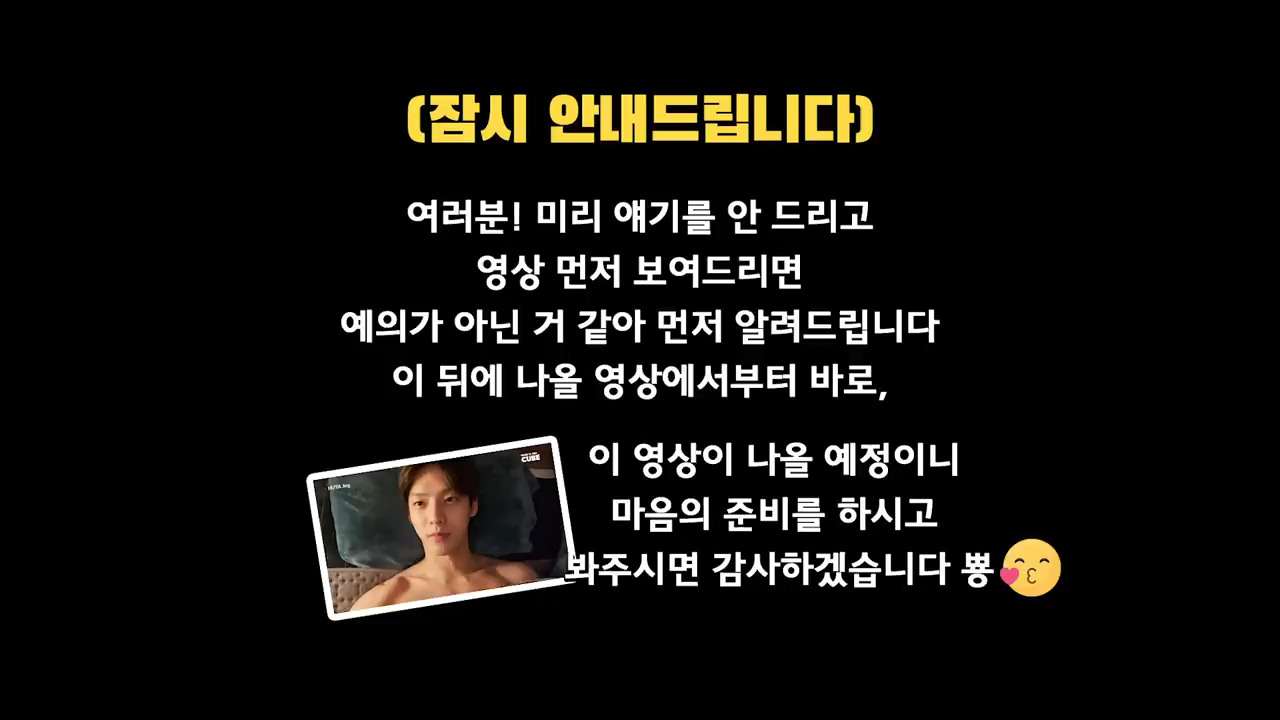 (잠시 안내드립니다)
여러분! 미리 얘기를 안 드리고
영상 먼저 보여드리면
예의가 아닌 거 같아 먼저 알려드립니다
이 뒤에 나올 영상에서부터 바로,
이 영상이 나올 예정이니
마음의 준비를 하시고
봐주시면 감사하겠습니다 뿅
HUTA.log
CUBE